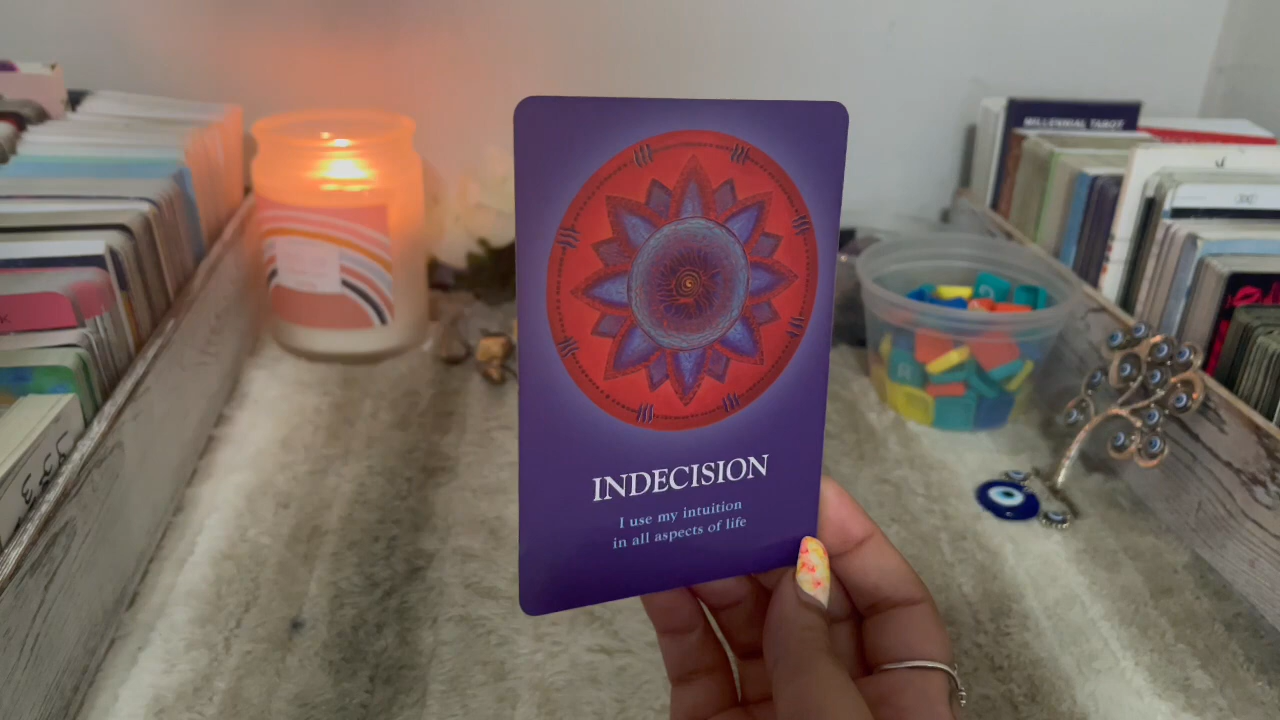 MILLENNIAL TAROT
INDECISION
I use my intuition
in all aspects of life